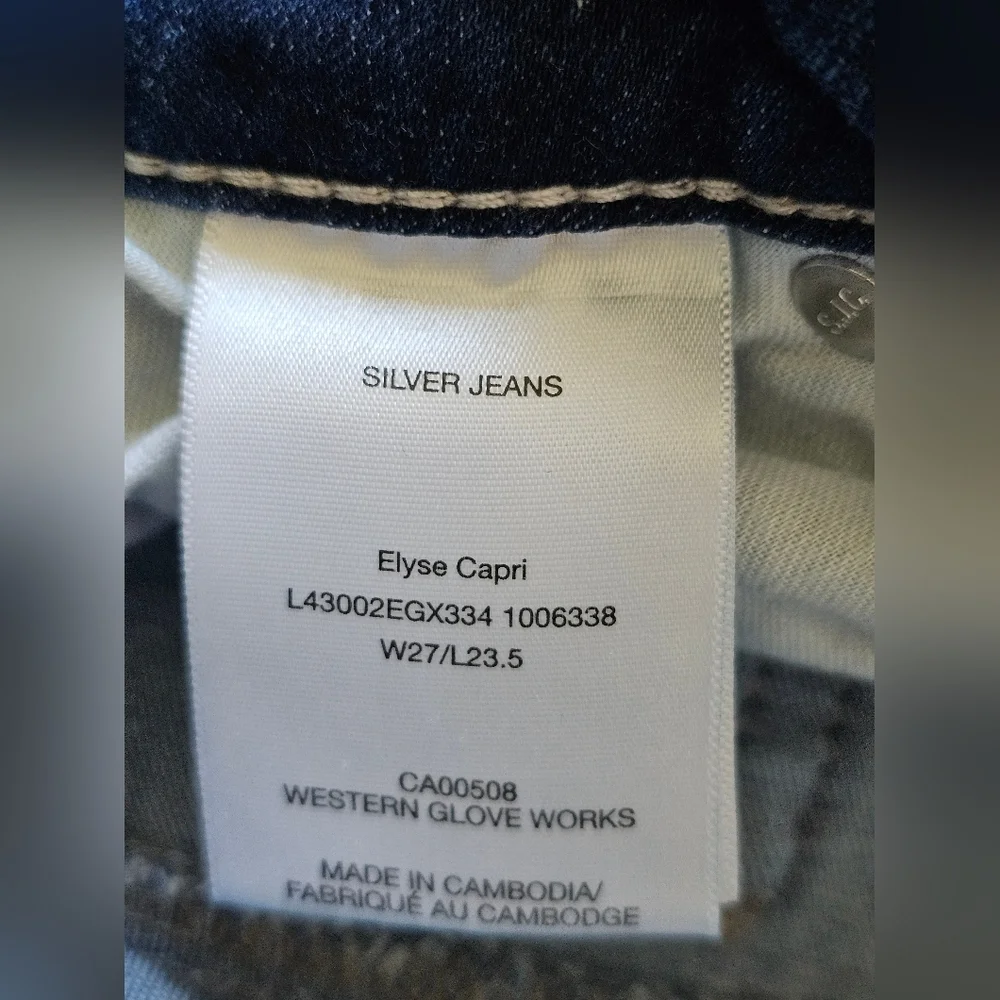 S.J.C.
SILVER JEANS
Elyse Capri
L43002EGX334 1006338
W27/L23.5
CA00508
WESTERN GLOVE WORKS
MADE IN CAMBODIA/
FABRIQUÉ AU CAMBODGE